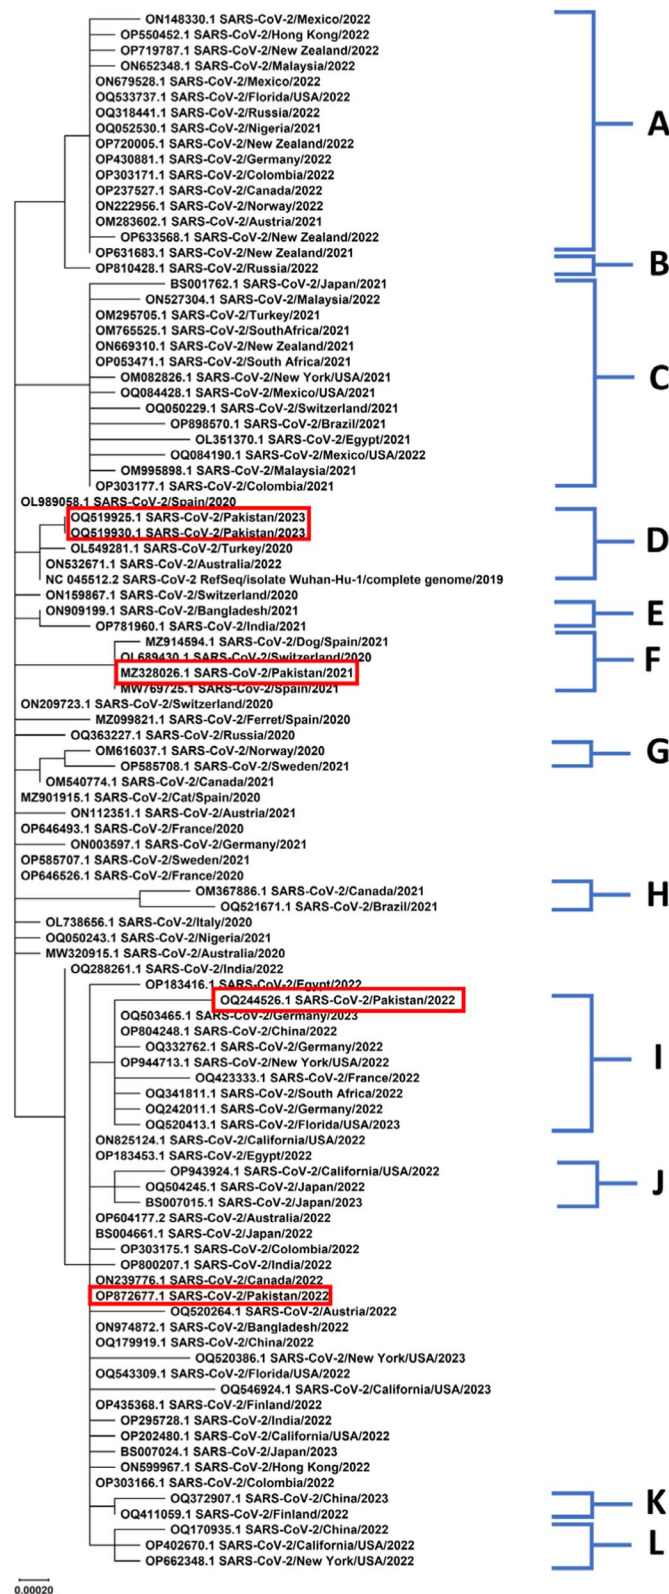 ON148330.1 SARS-CoV-2/Mexico/2022
OP550452.1 SARS-CoV-2/Hong Kong/2022
OP719787.1 SARS-CoV-2/New Zealand/2022
ON652348.1 SARS-CoV-2/Malaysia/2022
ON679528.1 SARS-CoV-2/Mexico/2022
OQ533737.1 SARS-CoV-2/Florida/USA/2022
OQ318441.1 SARS-CoV-2/Russia/2022
OQ052530.1 SARS-CoV-2/Nigeria/2021
A
OP720005.1 SARS-CoV-2/New Zealand/2022
OP430881.1 SARS-CoV-2/Germany/2022
OP303171.1 SARS-CoV-2/Colombia/2022
OP237527.1 SARS-CoV-2/Canada/2022
ON222956.1 SARS-CoV-2/Norway/2022
OM283602.1 SARS-CoV-2/Austria/2021
OP633568.1 SARS-CoV-2/New Zealand/2022
OP631683.1 SARS-CoV-2/New Zealand/2021
B
OP810428.1 SARS-CoV-2/Russia/2022
BS001762.1 SARS-CoV-2/Japan/2021
ON527304.1 SARS-CoV-2/Malaysia/2022
OM295705.1 SARS-CoV-2/Turkey/2021
OM765525.1 SARS-CoV-2/SouthAfrica/2021
ON669310.1 SARS-CoV-2/New Zealand/2021
OP053471.1 SARS-CoV-2/South Africa/2021
C
OM082826.1 SARS-CoV-2/New York/USA/2021
OQ084428.1 SARS-CoV-2/Mexico/USA/2021
OQ050229.1 SARS-CoV-2/Switzerland/2021
OP898570.1 SARS-CoV-2/Brazil/2021
OL351370.1 SARS-CoV-2/Egypt/2021
OQ084190.1 SARS-CoV-2/Mexico/USA/2022
OM995898.1 SARS-CoV-2/Malaysia/2021
OP303177.1 SARS-CoV-2/Colombia/2021
OL989058.1 SARS-CoV-2/Spain/2020
OQ519925.1 SARS-CoV-2/Pakistan/2023
OQ519930.1 SARS-CoV-2/Pakistan/2023
D
OL549281.1 SARS-CoV-2/Turkey/2020
ON532671.1 SARS-CoV-2/Australia/2022
NC 045512.2 SARS-CoV-2 RefSeq/isolate Wuhan-Hu-1/complete genome/2019
ON159867.1 SARS-CoV-2/Switzerland/2020
ON909199.1 SARS-CoV-2/Bangladesh/2021
E
OP781960.1 SARS-CoV-2/India/2021
MZ914594.1 SARS-CoV-2/Dog/Spain/2021
OL689430.1 SARS-CoV-2/Switzerland/2020
F
MZ328026.1 SARS-CoV-2/Pakistan/2021
MW769725.1 SARS-CoV-2/Spain/2021
ON209723.1 SARS-CoV-2/Switzerland/2020
MZ099821.1 SARS-CoV-2/Ferret/Spain/2020
OQ363227.1 SARS-CoV-2/Russia/2020
OM616037.1 SARS-CoV-2/Norway/2020
G
OP585708.1 SARS-CoV-2/Sweden/2021
OM540774.1 SARS-CoV-2/Canada/2021
MZ901915.1 SARS-CoV-2/Cat/Spain/2020
ON112351.1 SARS-CoV-2/Austria/2021
OP646493.1 SARS-CoV-2/France/2020
ON003597.1 SARS-CoV-2/Germany/2021
OP585707.1 SARS-CoV-2/Sweden/2021
OP646526.1 SARS-CoV-2/France/2020
OM367886.1 SARS-CoV-2/Canada/2021
H
OQ521671.1 SARS-CoV-2/Brazil/2021
OL738656.1 SARS-CoV-2/Italy/2020
OQ050243.1 SARS-CoV-2/Nigeria/2021
MW320915.1 SARS-CoV-2/Australia/2020
OQ288261.1 SARS-CoV-2/India/2022
OP183416.1 SARS-CoV-2/Egypt/2022
OQ244526.1 SARS-CoV-2/Pakistan/2022
OQ503465.1 SARS-CoV-2/Germany/2023
OP804248.1 SARS-CoV-2/China/2022
OQ332762.1 SARS-CoV-2/Germany/2022
I
OP944713.1 SARS-CoV-2/New York/USA/2022
OQ423333.1 SARS-CoV-2/France/2022
OQ341811.1 SARS-CoV-2/South Africa/2022
OQ242011.1 SARS-CoV-2/Germany/2022
OQ520413.1 SARS-CoV-2/Florida/USA/2023
ON825124.1 SARS-CoV-2/California/USA/2022
OP183453.1 SARS-CoV-2/Egypt/2022
OP943924.1 SARS-CoV-2/California/USA/2022
J
OQ504245.1 SARS-CoV-2/Japan/2022
BS007015.1 SARS-CoV-2/Japan/2023
OP604177.2 SARS-CoV-2/Australia/2022
BS004661.1 SARS-CoV-2/Japan/2022
OP303175.1 SARS-CoV-2/Colombia/2022
OP800207.1 SARS-CoV-2/India/2022
ON239776.1 SARS-CoV-2/Canada/2022
OP872677.1 SARS-CoV-2/Pakistan/2022
OQ520264.1 SARS-CoV-2/Austria/2022
ON974872.1 SARS-CoV-2/Bangladesh/2022
OQ179919.1 SARS-CoV-2/China/2022
OQ520386.1 SARS-CoV-2/New York/USA/2023
OQ543309.1 SARS-CoV-2/Florida/USA/2022
OQ546924.1 SARS-CoV-2/California/USA/2023
OP435368.1 SARS-CoV-2/Finland/2022
OP295728.1 SARS-CoV-2/India/2022
OP202480.1 SARS-CoV-2/California/USA/2022
BS007024.1 SARS-CoV-2/Japan/2023
ON599967.1 SARS-CoV-2/Hong Kong/2022
OP303166.1 SARS-CoV-2/Colombia/2022
OQ372907.1 SARS-CoV-2/China/2023
K
OQ411059.1 SARS-CoV-2/Finland/2022
OQ170935.1 SARS-CoV-2/China/2022
L
OP402670.1 SARS-CoV-2/California/USA/2022
OP662348.1 SARS-CoV-2/New York/USA/2022
0.00020